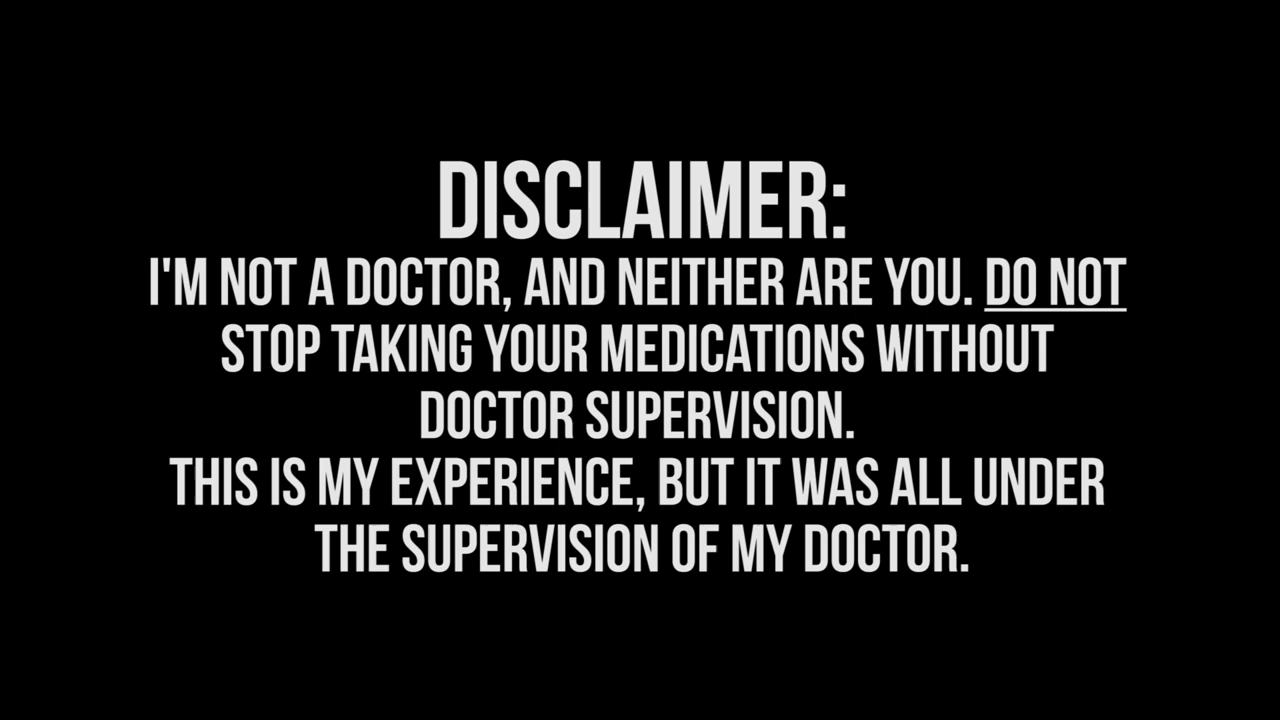 DISCLAIMER:
I'M NOT A DOCTOR, AND NEITHER ARE YOU. DO NOT
STOP TAKING YOUR MEDICATIONS WITHOUT
DOCTOR SUPERVISION.
THIS IS MY EXPERIENCE, BUT IT WAS ALL UNDER
THE SUPERVISION OF MY DOCTOR.